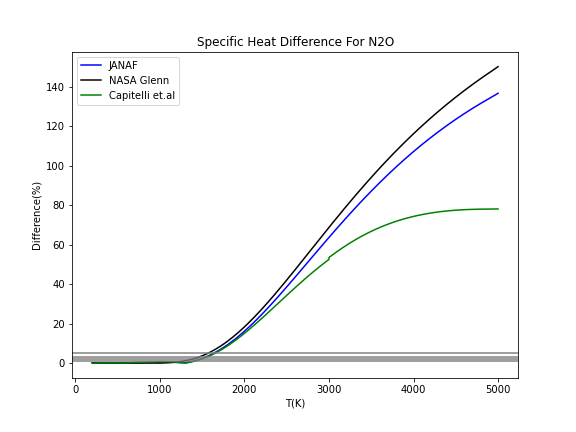 Specific Heat Difference For N2O
JANAF
NASA Glenn
Capitelli et.al
Difference(%)
140
120
100
80
60
40
20
0
0
1000
2000
3000
4000
5000
T(K)